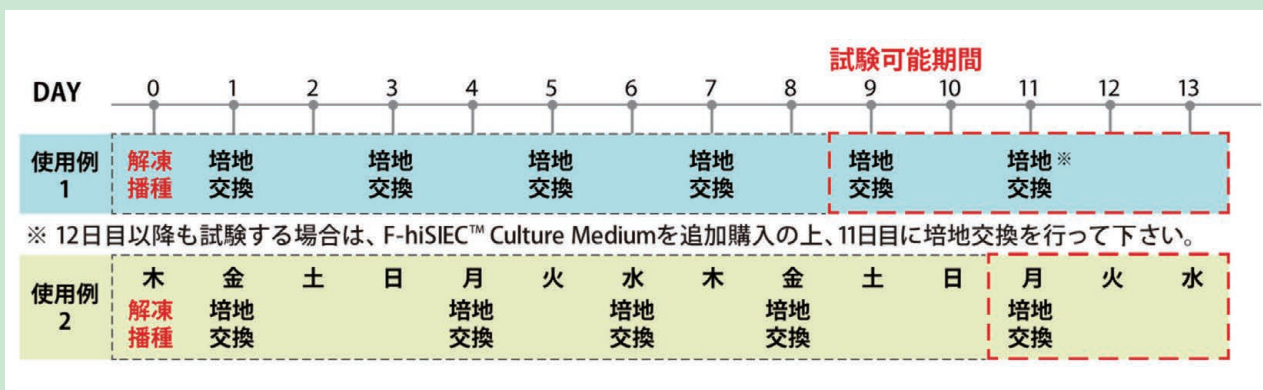 試験可能期間
DAY 0 1 2 3 4 5 6 7 8 9 10 11 12 13
使用例 解凍 培地 培地 培地 培地 培地 培地※
1 播種 交換 交換 交換 交換 交換 交換
※ 12日目以降も試験する場合は、F-hiSIEC™ Culture Mediumを追加購入の上、11日目に培地交換を行って下さい。
木 金 土 日 月 火 水 木 金 土 日 月 火 水
使用例 解凍 培地 培地 培地 培地 培地
2 播種 交換 交換 交換 交換 交換